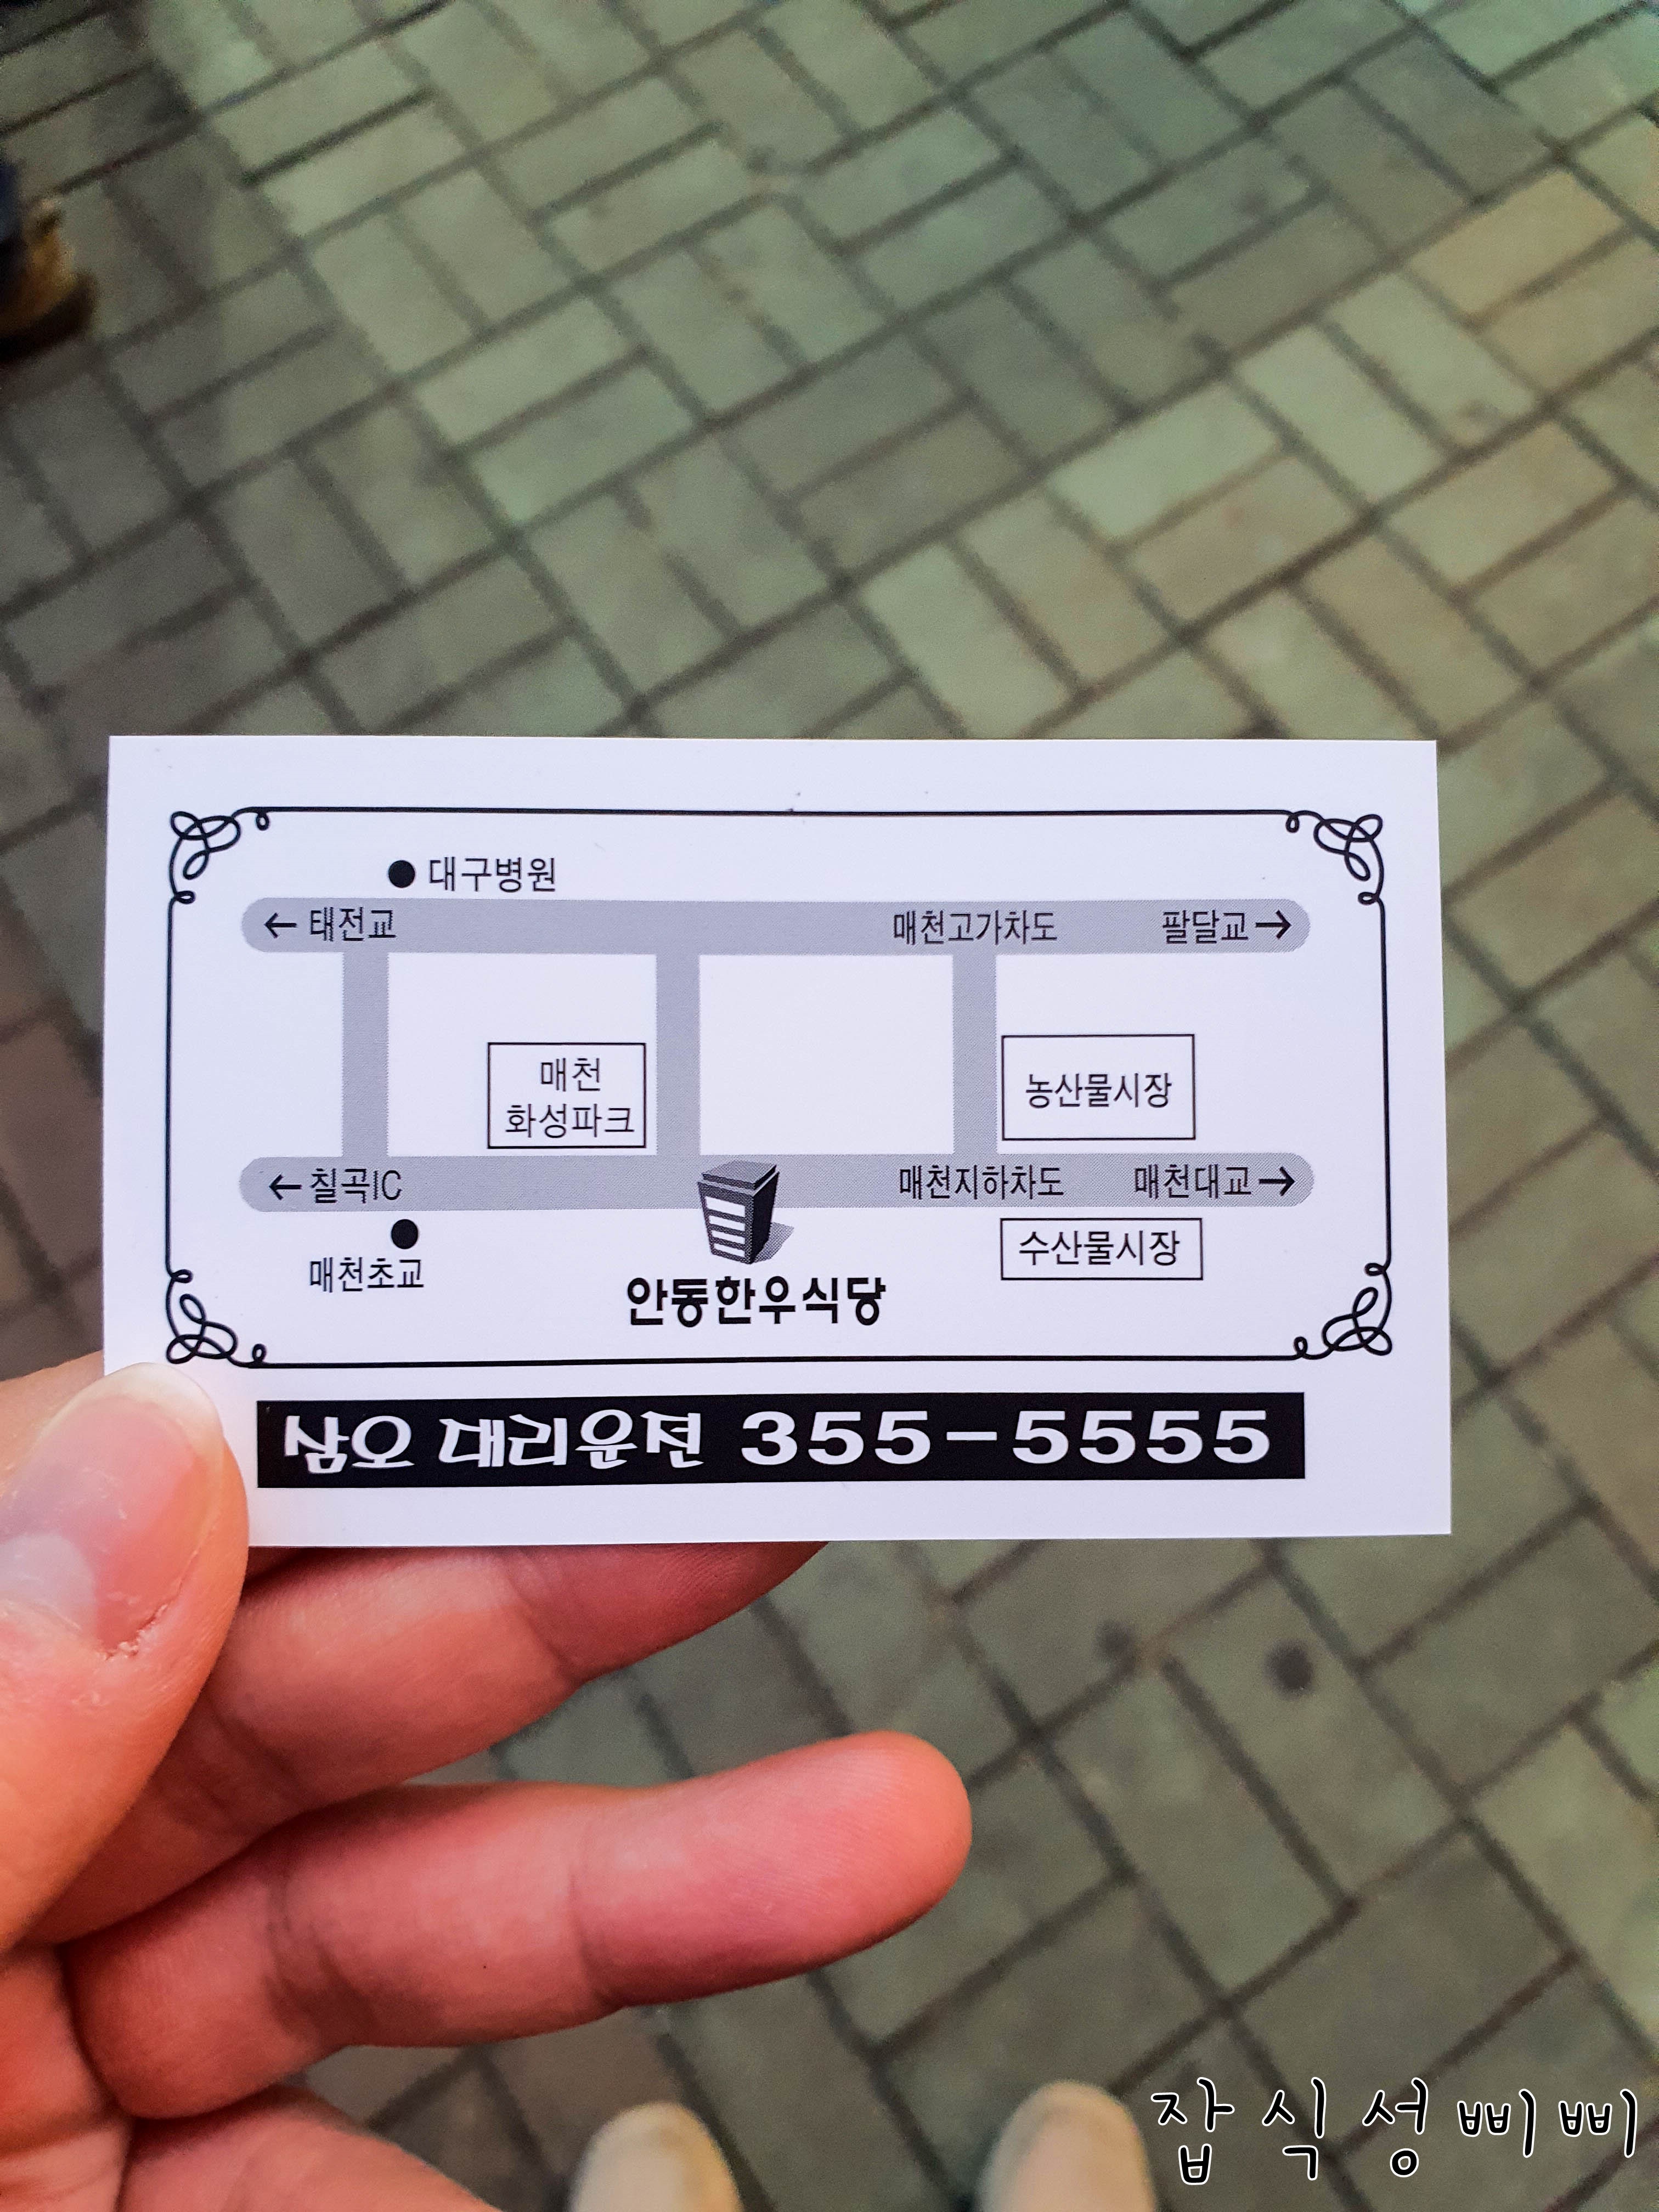 대구병원
← 태전교 매천고가차도 팔달교 →
매천
화성파크
농산물시장
← 칠곡IC 매천지하차도 매천대교 →
매천초교
수산물시장
안동한우식당
삼오 대리운전 355-5555
잡식성삐삐